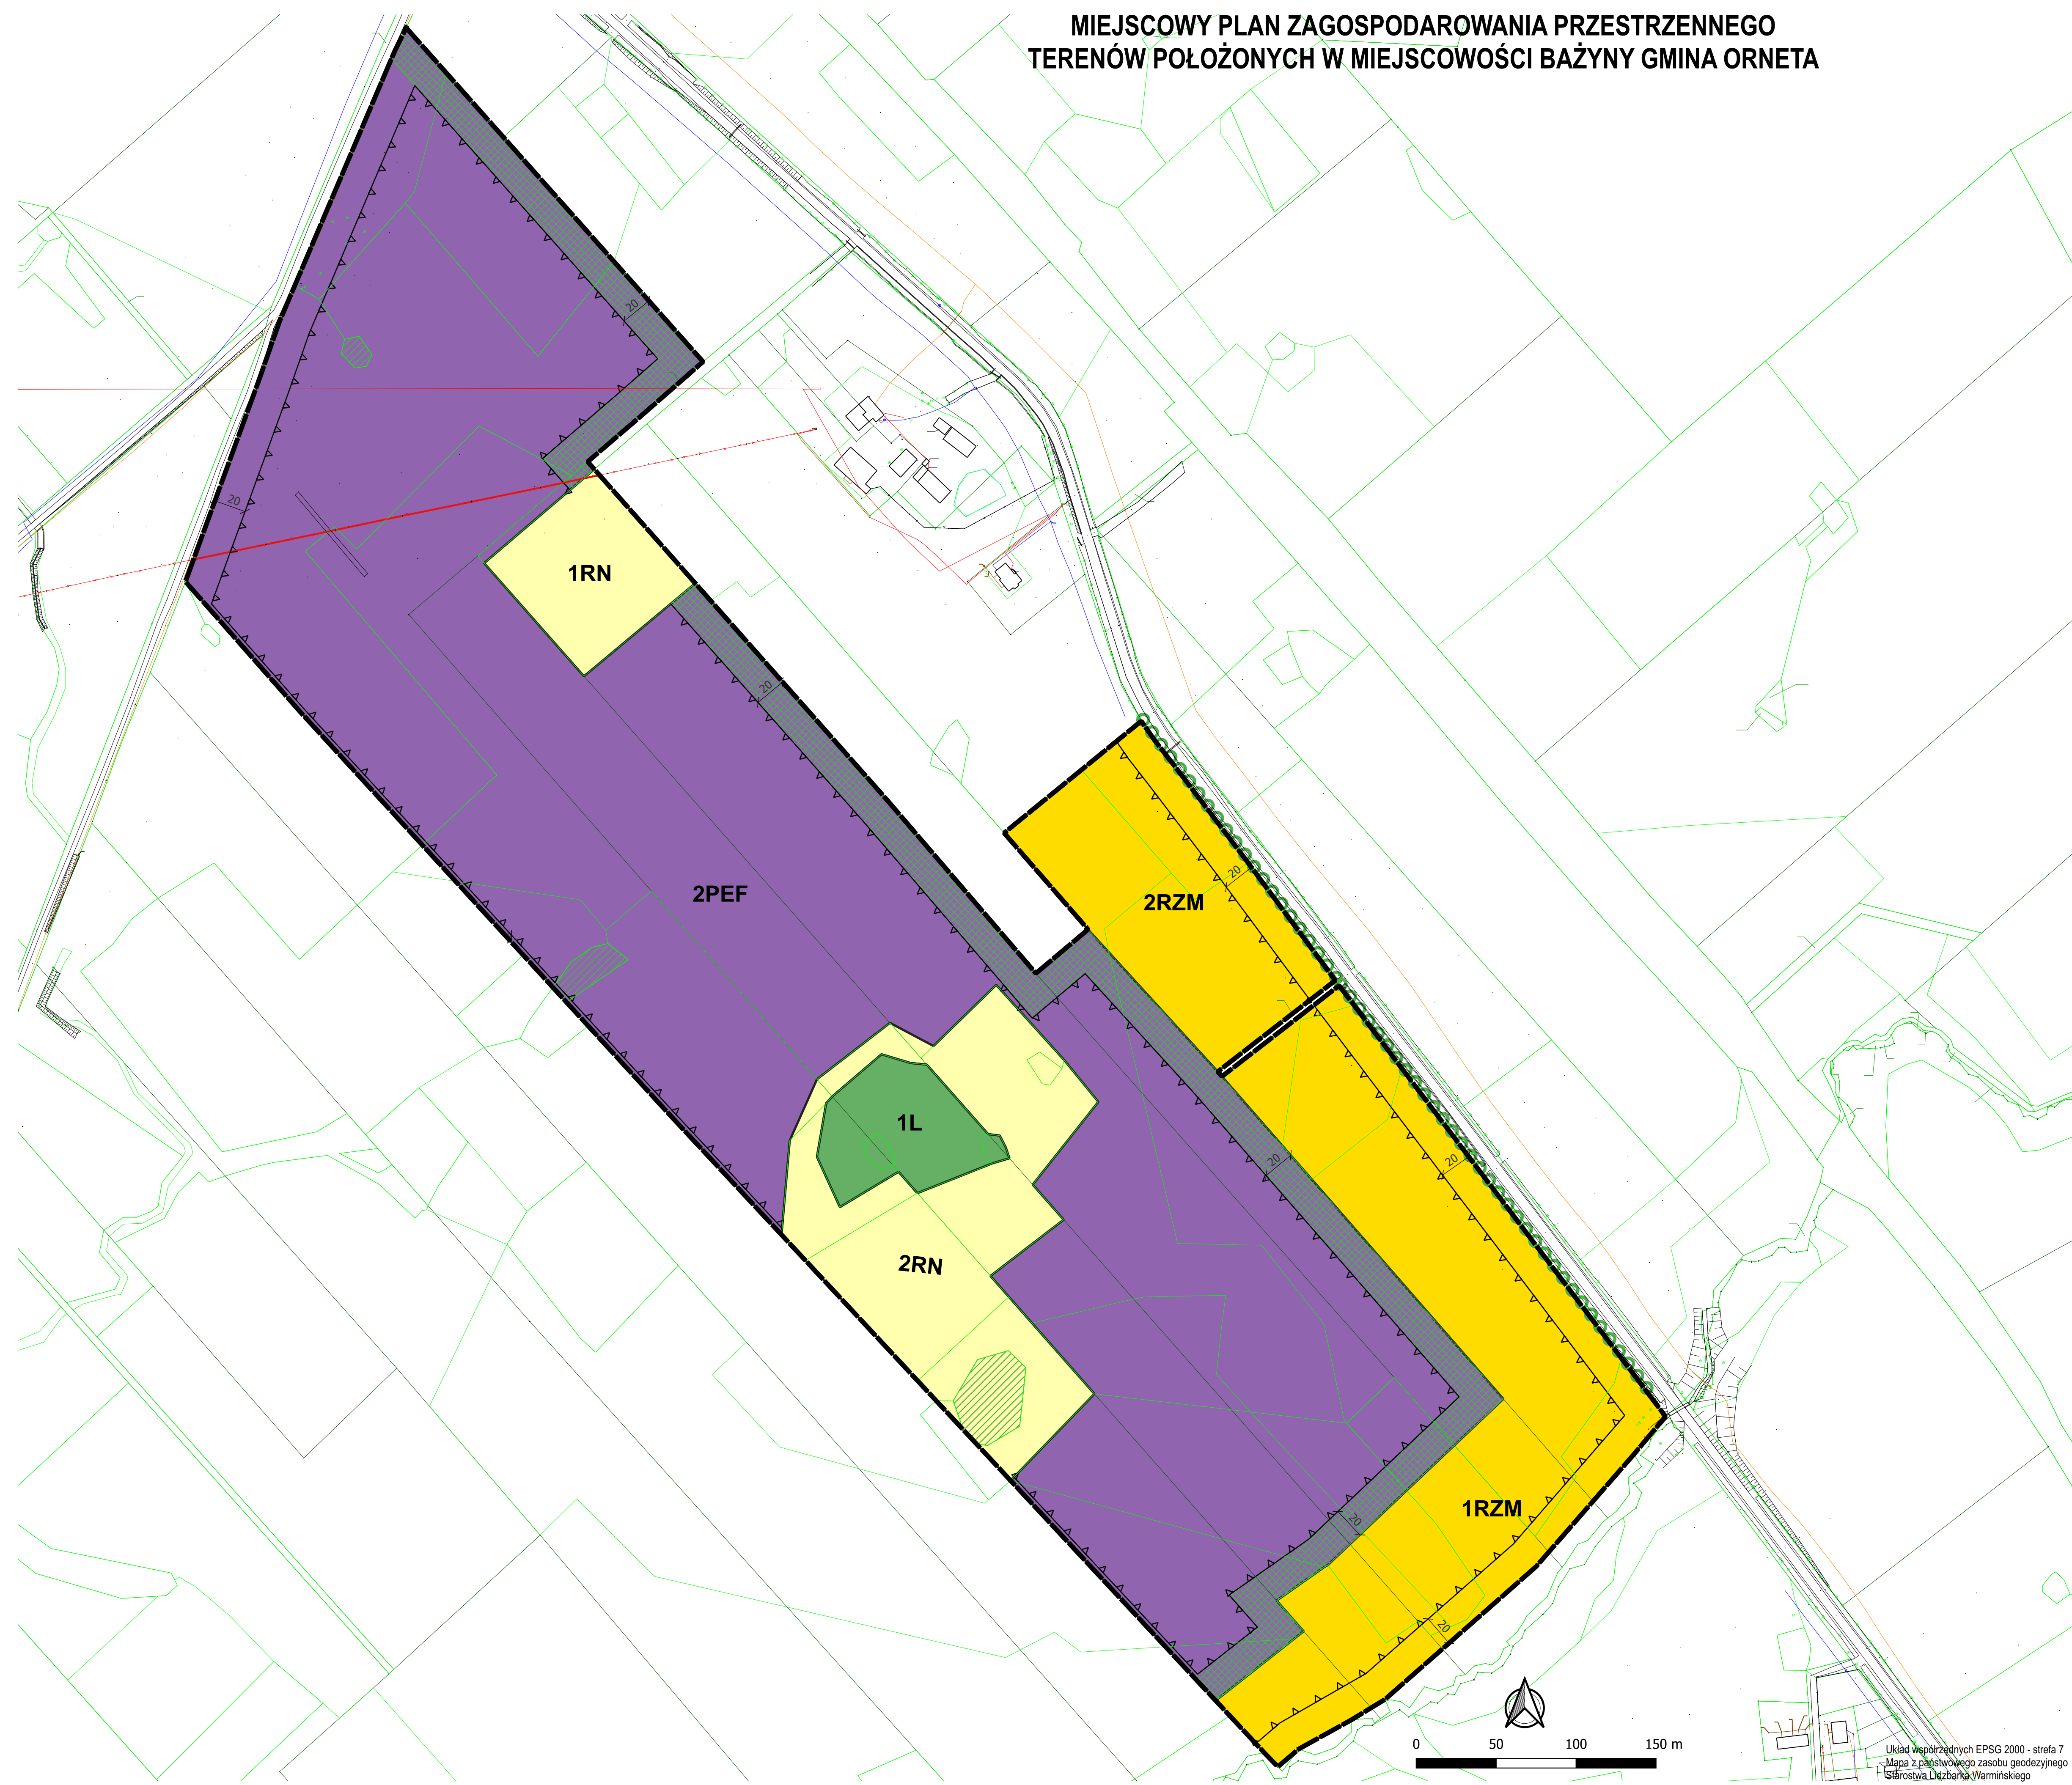 MIEJSCOWY PLAN ZAGOSPODAROWANIA PRZESTRZENNEGO
TERENÓW POŁOŻONYCH W MIEJSCOWOŚCI BAŻYNY GMINA ORNETA
20
20
1RN
20
2PEF
20
2RZM
1L
20
20
2RN
1RZM
20
20
0 50 100 150 m
Układ współrzędnych EPSG 2000 - strefa 7
Mapa z państwowego zasobu geodezyjnego
Starostwa Lidzbarka Warmińskiego